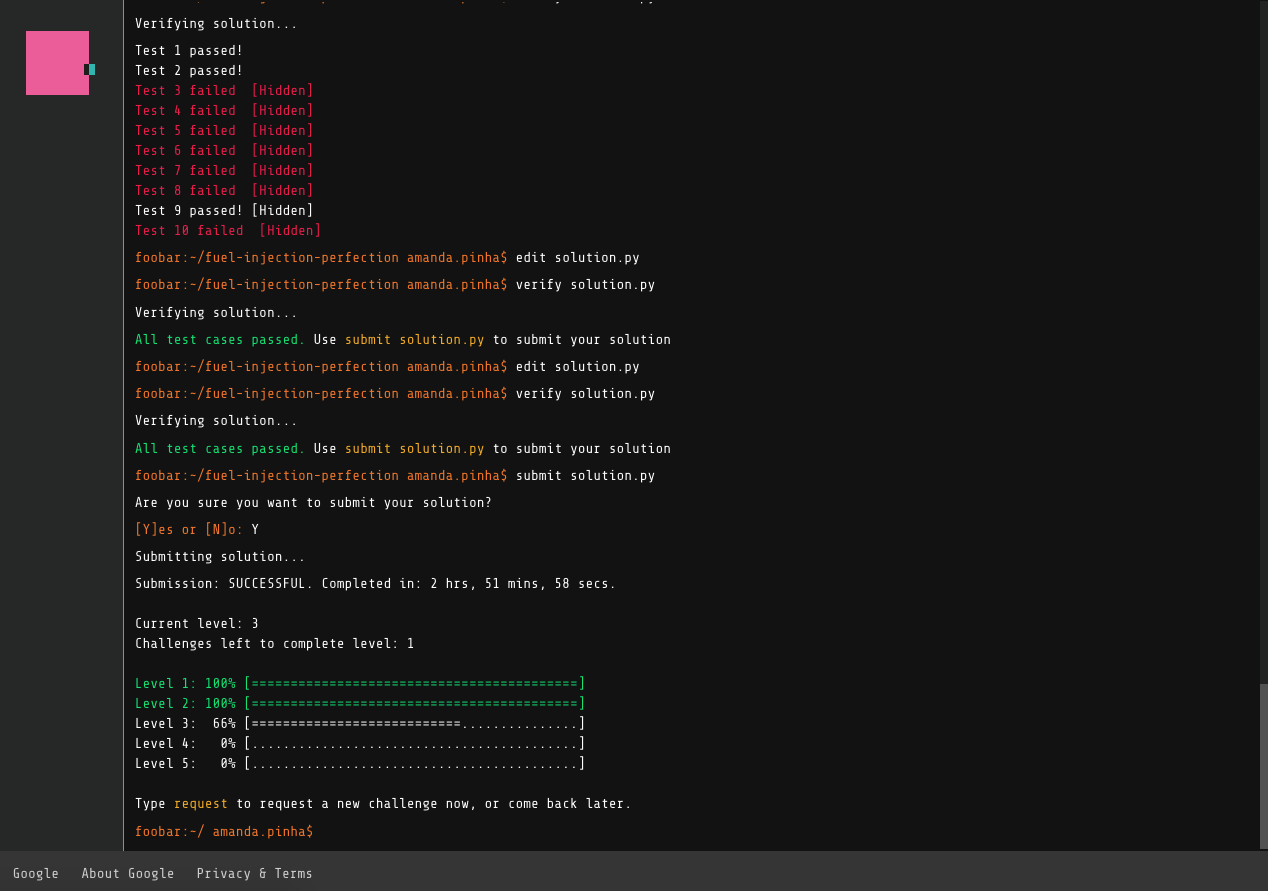 Verifying solution...
Test 1 passed!
Test 2 passed!
Test 3 failed  [Hidden]
Test 4 failed  [Hidden]
Test 5 failed  [Hidden]
Test 6 failed  [Hidden]
Test 7 failed  [Hidden]
Test 8 failed  [Hidden]
Test 9 passed! [Hidden]
Test 10 failed  [Hidden]
foobar:~/fuel-injection-perfection amanda.pinha$ edit solution.py
foobar:~/fuel-injection-perfection amanda.pinha$ verify solution.py
Verifying solution...
All test cases passed. Use submit solution.py to submit your solution
foobar:~/fuel-injection-perfection amanda.pinha$ edit solution.py
foobar:~/fuel-injection-perfection amanda.pinha$ verify solution.py
Verifying solution...
All test cases passed. Use submit solution.py to submit your solution
foobar:~/fuel-injection-perfection amanda.pinha$ submit solution.py
Are you sure you want to submit your solution?
[Y]es or [N]o: Y
Submitting solution...
Submission: SUCCESSFUL. Completed in: 2 hrs, 51 mins, 58 secs.
Current level: 3
Challenges left to complete level: 1
Level 1: 100% [==========================================]
Level 2: 100% [==========================================]
Level 3:  66% [===========================...............]
Level 4:   0% [..........................................]
Level 5:   0% [..........................................]
Type request to request a new challenge now, or come back later.
foobar:~/ amanda.pinha$
Google   About Google   Privacy & Terms